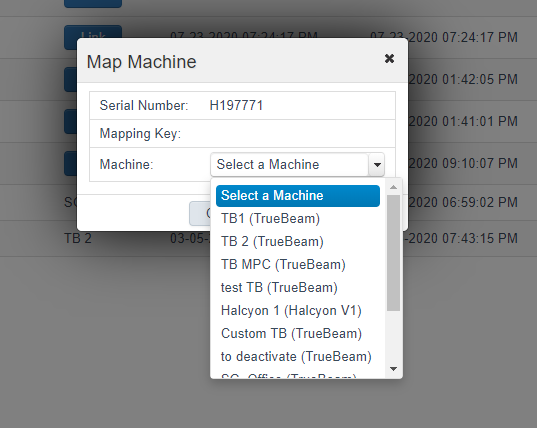 Link 07-23-2020 07:24:17 PM 07-23-2020 07:24:17 PM
Map Machine
-2020 01:42:05 PM
Serial Number: H197771
-2020 01:41:01 PM
Mapping Key:
Machine: Select a Machine
-2020 09:10:07 PM
Select a Machine
-2020 06:59:02 PM
TB1 (TrueBeam)
TB 2 03-05- TB 2 (TrueBeam) -2020 07:43:15 PM
TB MPC (TrueBeam)
test TB (TrueBeam)
Halcyon 1 (Halcyon V1)
Custom TB (TrueBeam)
to deactivate (TrueBeam)
SC Office (TrueBeam)